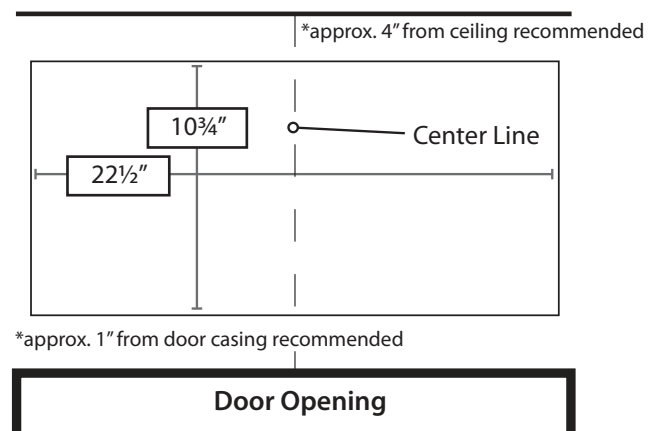 *approx. 4” from ceiling recommended
10¾”
Center Line
22½”
*approx. 1” from door casing recommended
Door Opening